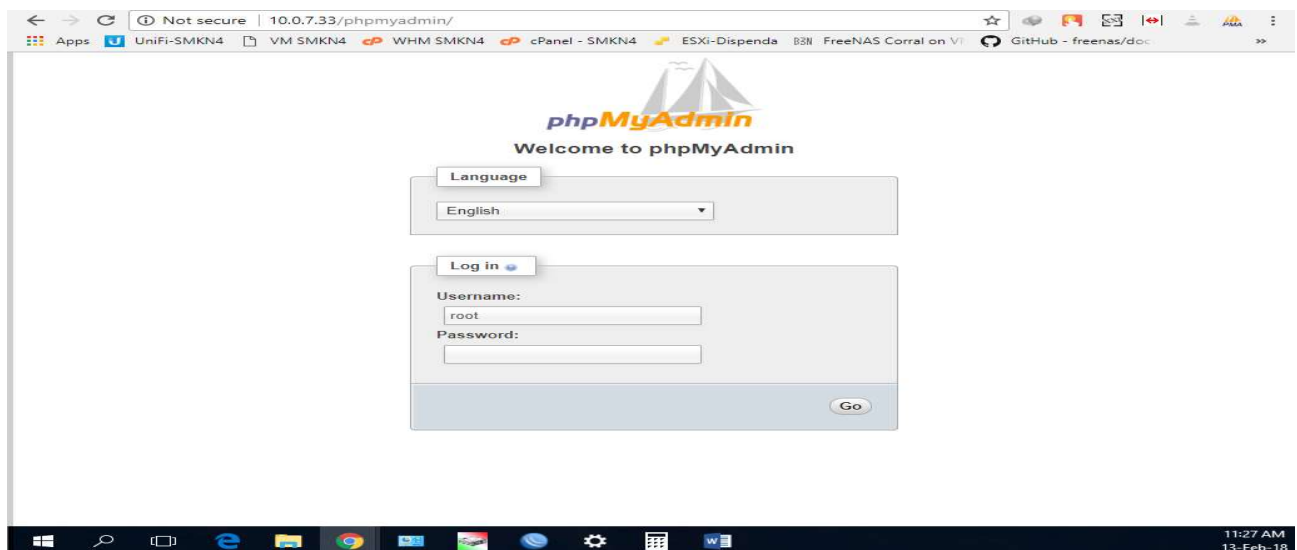 Not secure | 10.0.7.33/phpmyadmin/
Apps UniFi-SMKN4 VM SMKN4 cP WHM SMKN4 cP cPanel - SMKN4 ESXi-Dispenda FreeNAS Corral on GitHub - freenas/doc
phpMyAdmin
Welcome to phpMyAdmin
Language
English
Log in
Username:
root
Password:
Go
11:27 AM
13-Feb-18